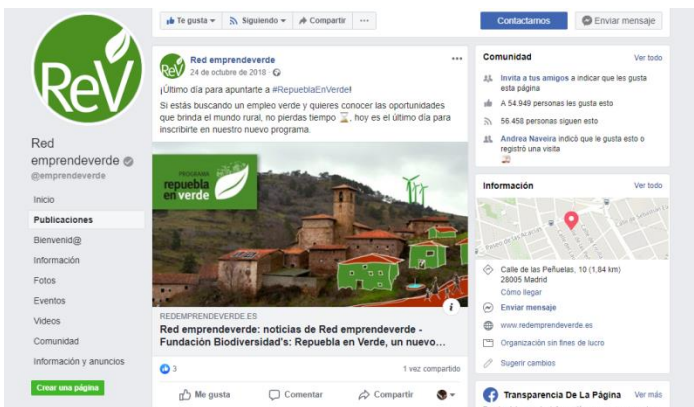 ReV
Red
emprendeverde
@emprendeverde
Inicio
Publicaciones
Bienvenid@
Información
Fotos
Eventos
Videos
Comunidad
Información y anuncios
Crear una página
Te gusta
Siguiendo
Compartir
Contactarnos
Enviar mensaje
ReV
Red emprendeverde
24 de octubre de 2018
¡Último día para apuntarte a #RepueblaEnVerde!
Si estás buscando un empleo verde y quieres conocer las oportunidades
que brinda el mundo rural, no pierdas tiempo ⌛, hoy es el último día para
inscribirte en nuestro nuevo programa.
PROGRAMA
repuebla
en verde
REDEMPRENDEVERDE.ES
Red emprendeverde: noticias de Red emprendeverde -
Fundación Biodiversidad's: Repuebla en Verde, un nuevo…
3
1 vez compartido
Me gusta
Comentar
Compartir
Comunidad
Ver todo
Invita a tus amigos a indicar que les gusta
esta página
A 54.949 personas les gusta esto
56.458 personas siguen esto
Andrea Naveira indicó que le gusta esto o
registró una visita
Información
Ver todo
Paseo de las Acacias
Calle de las Peñuelas, 10 (1,84 km)
28005 Madrid
Cómo llegar
Enviar mensaje
www.redemprendeverde.es
Organización sin fines de lucro
Sugerir cambios
Transparencia De La Página
Ver más